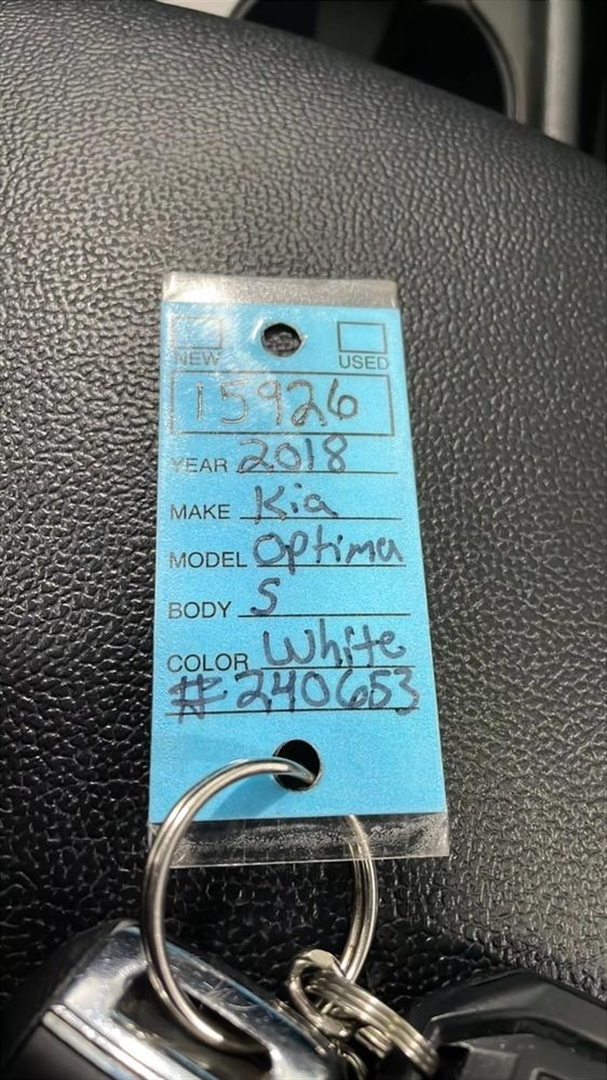 NEW USED
15926
YEAR 2018
MAKE Kia
MODEL Optima
BODY S
COLOR White
#240653